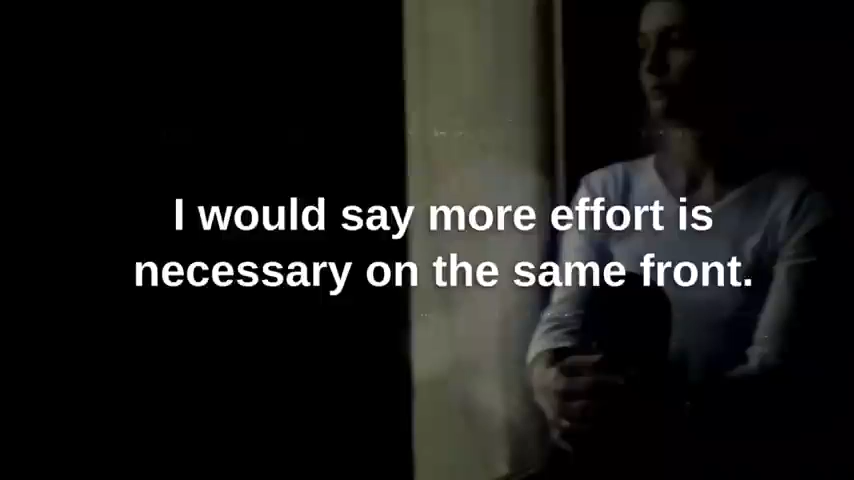 I would say more effort is
necessary on the same front.